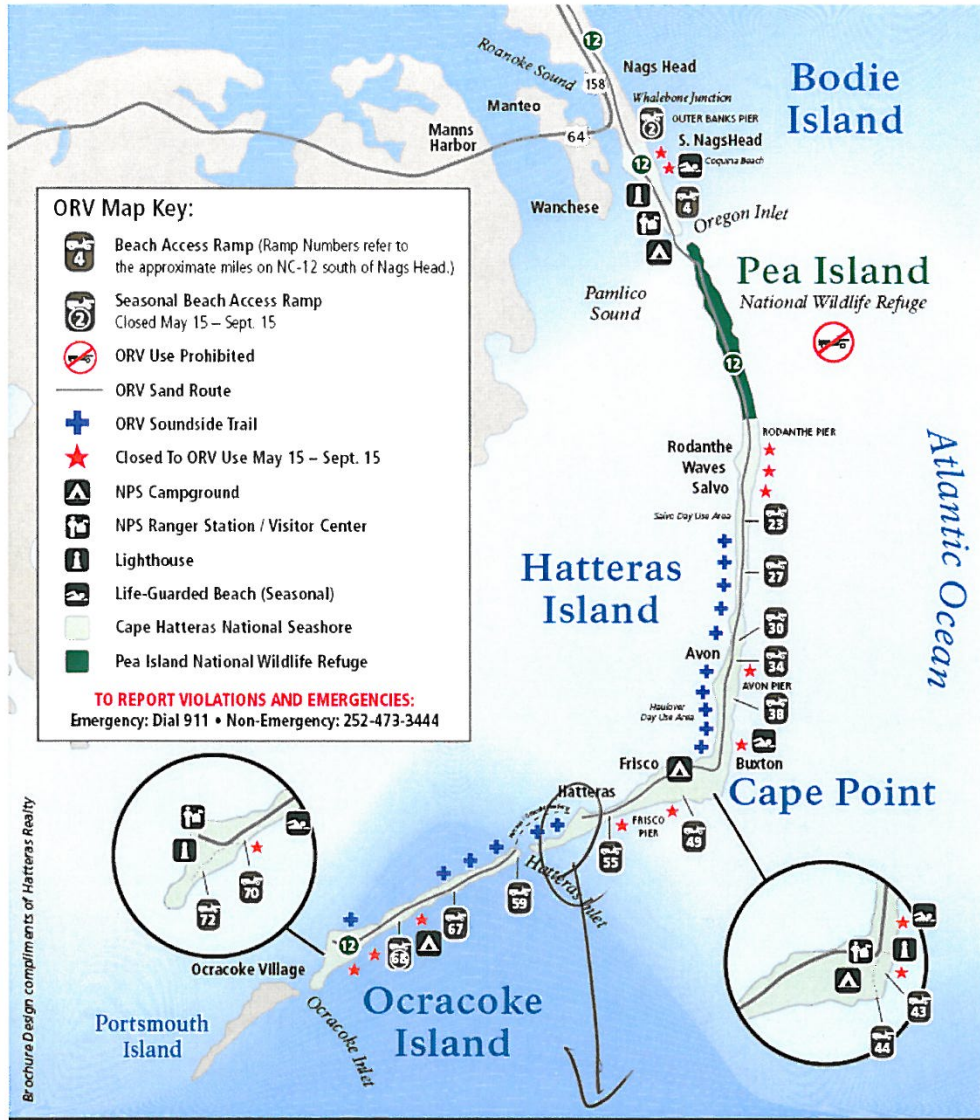 12
Roanoke Sound
158
Nags Head
Bodie
Island
Whalebone Junction
Manteo
2
OUTER BANKS PIER
Manns
Harbor
64
S. NagsHead
12
Coquina Beach
Wanchese
4
Oregon Inlet
Pea Island
National Wildlife Refuge
Pamlico
Sound
12
ORV Map Key:
4
Beach Access Ramp (Ramp Numbers refer to
the approximate miles on NC-12 south of Nags Head.)
2
Seasonal Beach Access Ramp
Closed May 15 – Sept. 15
ORV Use Prohibited
ORV Sand Route
ORV Soundside Trail
Closed To ORV Use May 15 – Sept. 15
NPS Campground
NPS Ranger Station / Visitor Center
Lighthouse
Life-Guarded Beach (Seasonal)
Cape Hatteras National Seashore
Pea Island National Wildlife Refuge
TO REPORT VIOLATIONS AND EMERGENCIES:
Emergency: Dial 911 • Non-Emergency: 252-473-3444
RODANTHE PIER
Rodanthe
Waves
Salvo
Salvo Day Use Area
23
Atlantic Ocean
Hatteras
Island
27
30
Avon
34
AVON PIER
Haulover
Day Use Area
38
Frisco
Buxton
Cape Point
Hatteras
FRISCO
PIER
49
55
Hatteras Inlet
59
67
68
70
72
12
Ocracoke Village
Ocracoke
Island
Ocracoke Inlet
Portsmouth
Island
43
44
Brochure Design compliments of Hatteras Realty